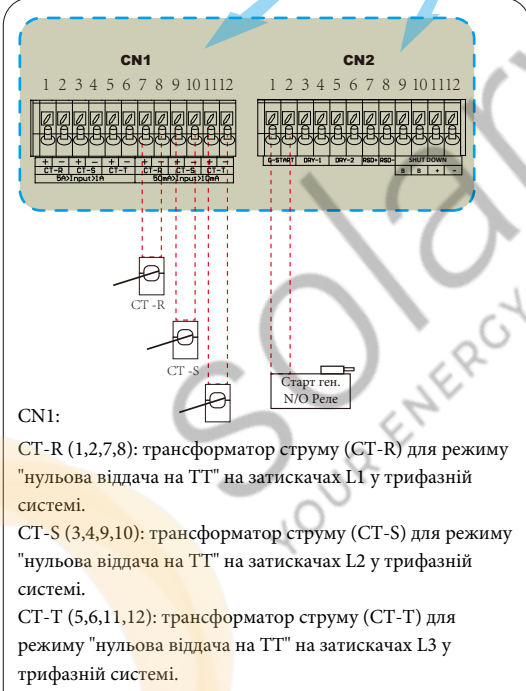 CN1 CN2
1 2 3 4 5 6 7 8 9 10 11 12 1 2 3 4 5 6 7 8 9 10 11 12
+ - + - + - + - + - + -
CT-R CT-S CT-T CT-R CT-S CT-T
5A>Input>1A 50mA>Input>10mA
G-START DRY-1 DRY-2 RSD+ RSD- SHUT DOWN
B B + -
CT -R
CT -S
Старт ген.
N/O Реле
CN1:
CT-R (1,2,7,8): трансформатор струму (CT-R) для режиму
"нульова віддача на ТТ" на затискачах L1 у трифазній
системі.
CT-S (3,4,9,10): трансформатор струму (CT-S) для режиму
"нульова віддача на ТТ" на затискачах L2 у трифазній
системі.
CT-T (5,6,11,12): трансформатор струму (CT-T) для
режиму "нульова віддача на ТТ" на затискачах L3 у
трифазній системі.
solar
YOUR ENERGY